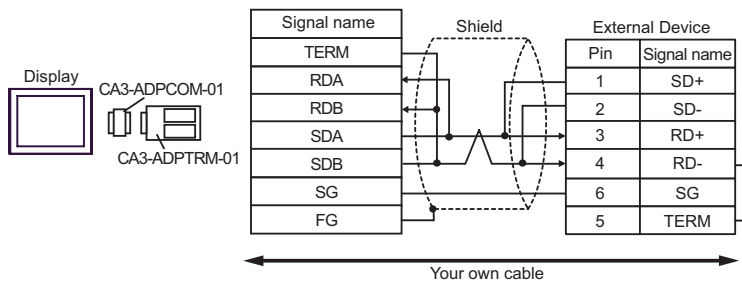 Display
CA3-ADPCOM-01
CA3-ADPTRM-01
Signal name
TERM
RDA
RDB
SDA
SDB
SG
FG
Shield
External Device
Pin Signal name
1 SD+
2 SD-
3 RD+
4 RD-
6 SG
5 TERM
Your own cable